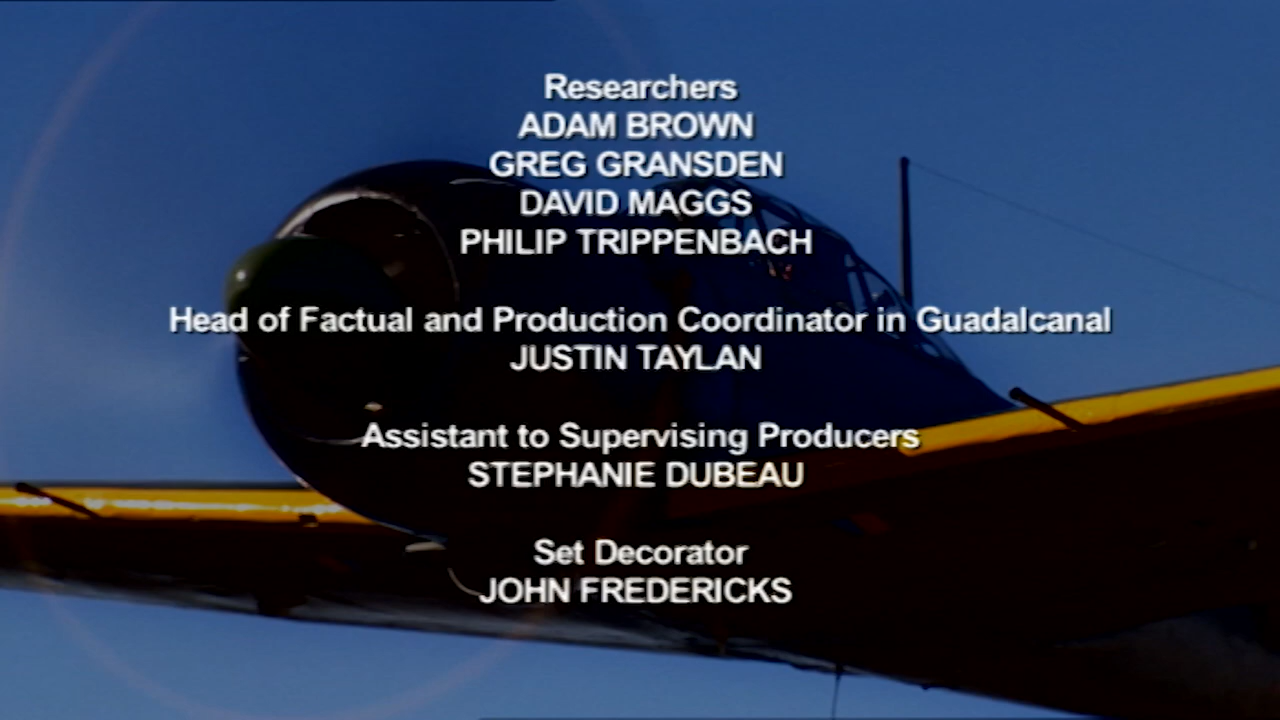 Researchers
ADAM BROWN
GREG GRANSDEN
DAVID MAGGS
PHILIP TRIPPENBACH
Head of Factual and Production Coordinator in Guadalcanal
JUSTIN TAYLAN
Assistant to Supervising Producers
STEPHANIE DUBEAU
Set Decorator
JOHN FREDERICKS